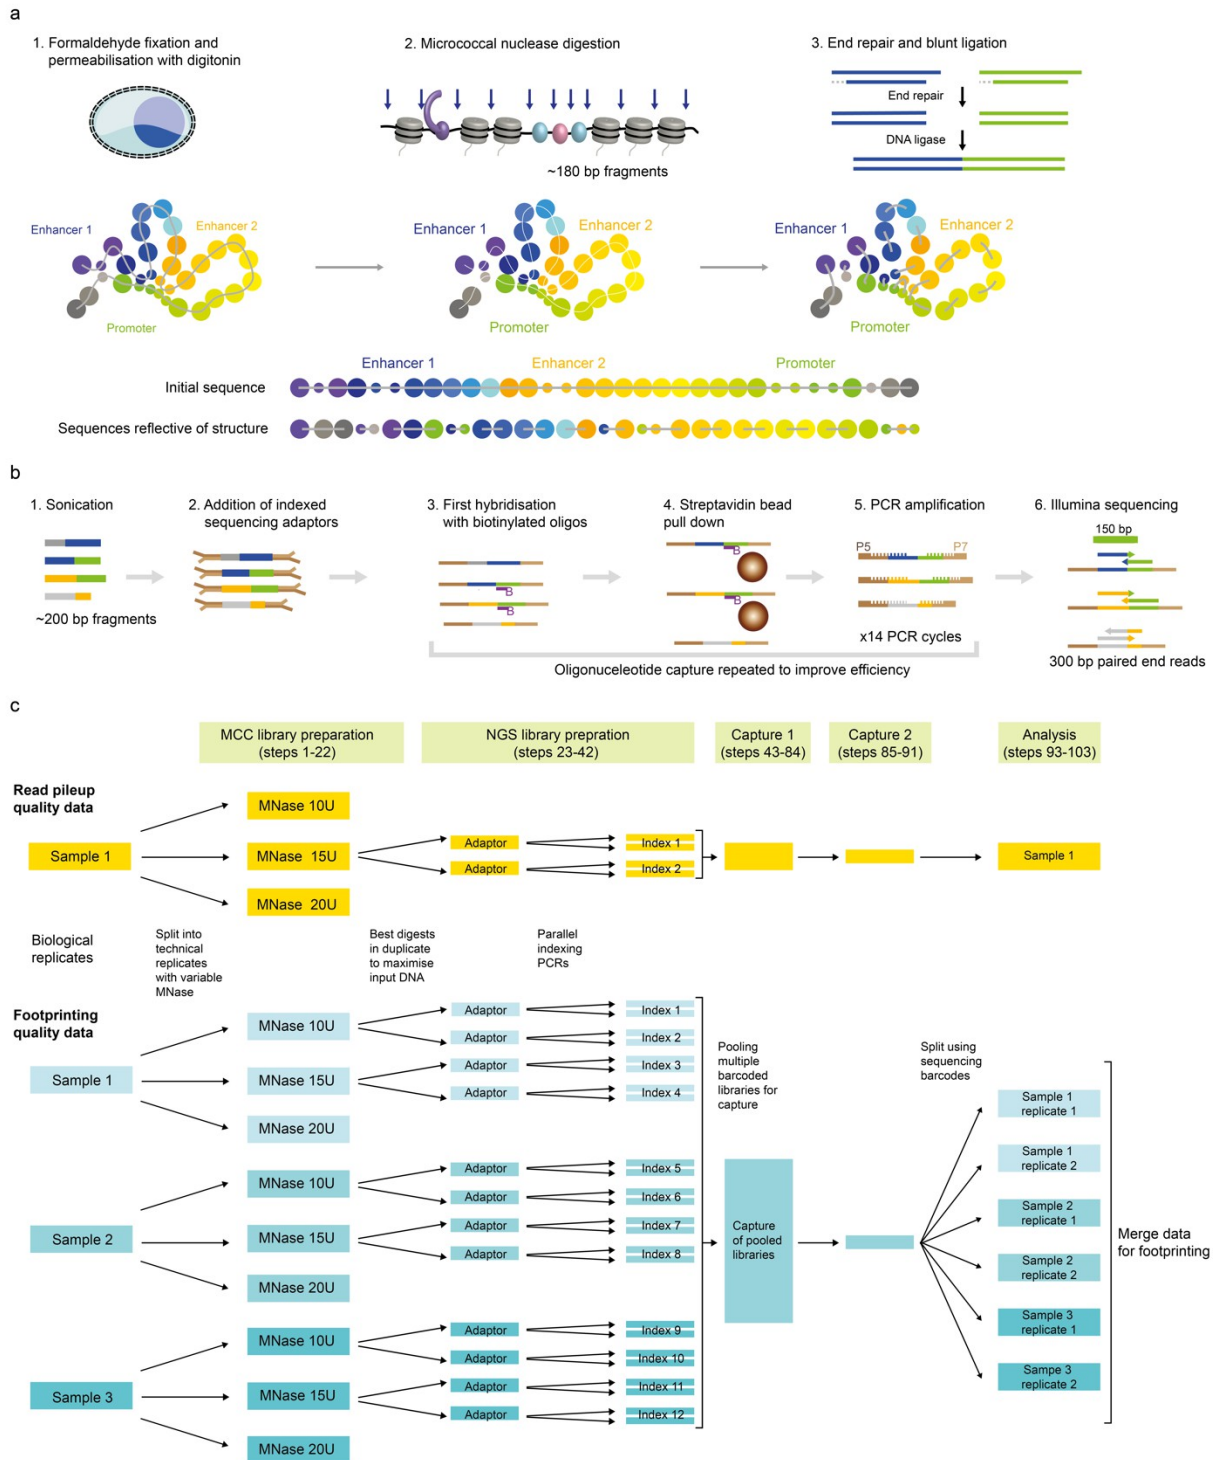 a
1. Formaldehyde fixation and
permeabilisation with digitonin
2. Micrococcal nuclease digestion
~180 bp fragments
3. End repair and blunt ligation
End repair
DNA ligase
Enhancer 1
Enhancer 2
Promoter
Enhancer 1
Enhancer 2
Promoter
Enhancer 1
Enhancer 2
Promoter
Enhancer 1
Enhancer 2
Promoter
Initial sequence
Sequences reflective of structure
b
1. Sonication
~200 bp fragments
2. Addition of indexed
sequencing adaptors
3. First hybridisation
with biotinylated oligos
B
B
4. Streptavidin bead
pull down
B
B
5. PCR amplification
P5
P7
x14 PCR cycles
6. Illumina sequencing
150 bp
300 bp paired end reads
Oligonuceleotide capture repeated to improve efficiency
c
MCC library preparation
(steps 1-22)
NGS library prepration
(steps 23-42)
Capture 1
(steps 43-84)
Capture 2
(steps 85-91)
Analysis
(steps 93-103)
Read pileup
quality data
Sample 1
MNase 10U
MNase 15U
MNase 20U
Adaptor
Adaptor
Index 1
Index 2
Sample 1
Biological
replicates
Split into
technical
replicates
with variable
MNase
Best digests
in duplicate
to maximise
input DNA
Parallel
indexing
PCRs
Footprinting
quality data
Sample 1
MNase 10U
MNase 15U
MNase 20U
Adaptor
Adaptor
Adaptor
Adaptor
Index 1
Index 2
Index 3
Index 4
Sample 2
MNase 10U
MNase 15U
MNase 20U
Adaptor
Adaptor
Adaptor
Adaptor
Index 5
Index 6
Index 7
Index 8
Sample 3
MNase 10U
MNase 15U
MNase 20U
Adaptor
Adaptor
Adaptor
Adaptor
Index 9
Index 10
Index 11
Index 12
Pooling
multiple
barcoded
libraries for
capture
Capture
of pooled
libraries
Split using
sequencing
barcodes
Sample 1
replicate 1
Sample 1
replicate 2
Sample 2
replicate 1
Sample 2
replicate 2
Sample 3
replicate 1
Sampe 3
replicate 2
Merge data
for footprinting